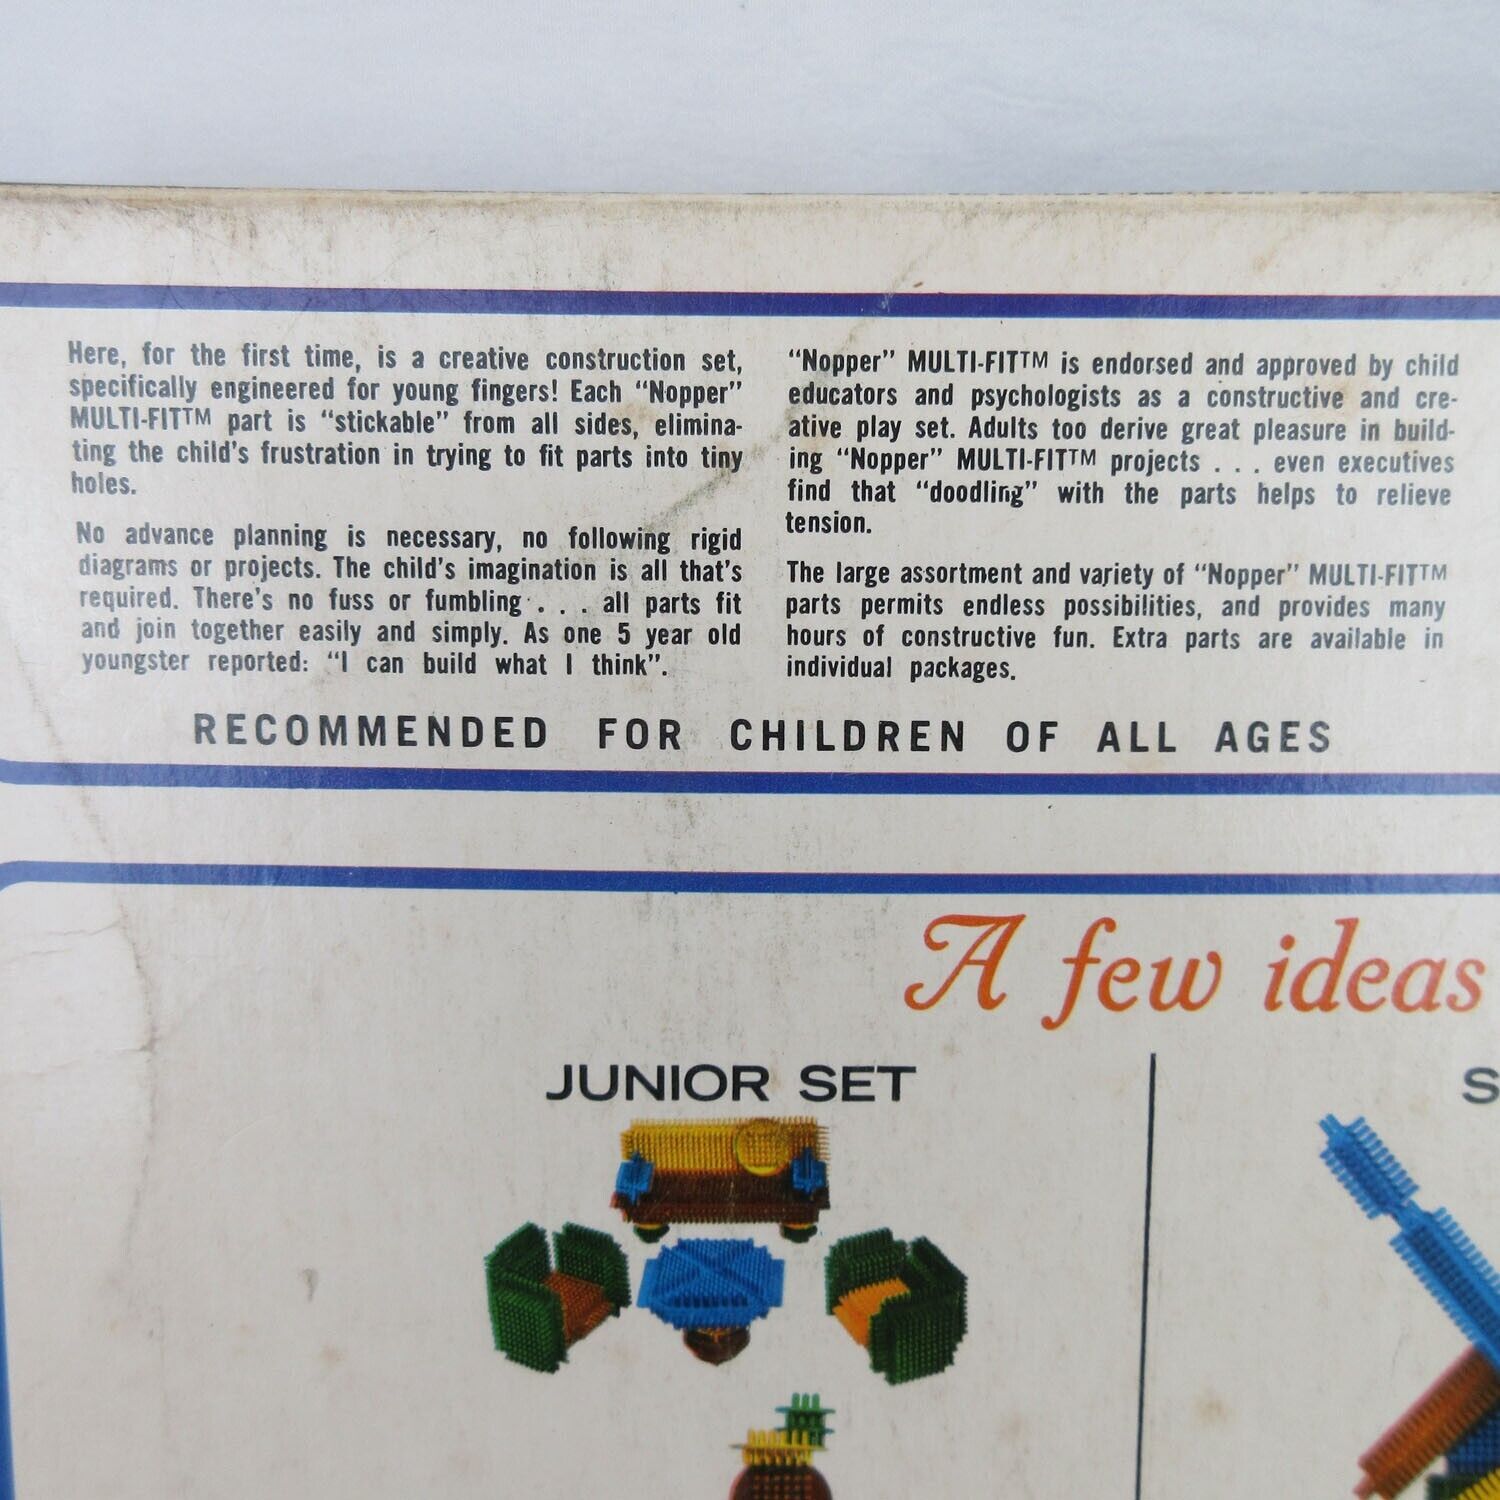 Here, for the first time, is a creative construction set,
specifically engineered for young fingers! Each “Nopper”
MULTI-FIT™ part is “stickable” from all sides, elimina-
ting the child’s frustration in trying to fit parts into tiny
holes.
No advance planning is necessary, no following rigid
diagrams or projects. The child’s imagination is all that’s
required. There’s no fuss or fumbling . . . all parts fit
and join together easily and simply. As one 5 year old
youngster reported: “I can build what I think”.
“Nopper” MULTI-FIT™ is endorsed and approved by child
educators and psychologists as a constructive and cre-
ative play set. Adults too derive great pleasure in build-
ing “Nopper” MULTI-FIT™ projects . . . even executives
find that “doodling” with the parts helps to relieve
tension.
The large assortment and variety of “Nopper” MULTI-FIT™
parts permits endless possibilities, and provides many
hours of constructive fun. Extra parts are available in
individual packages.
RECOMMENDED FOR CHILDREN OF ALL AGES
A few ideas
JUNIOR SET
S